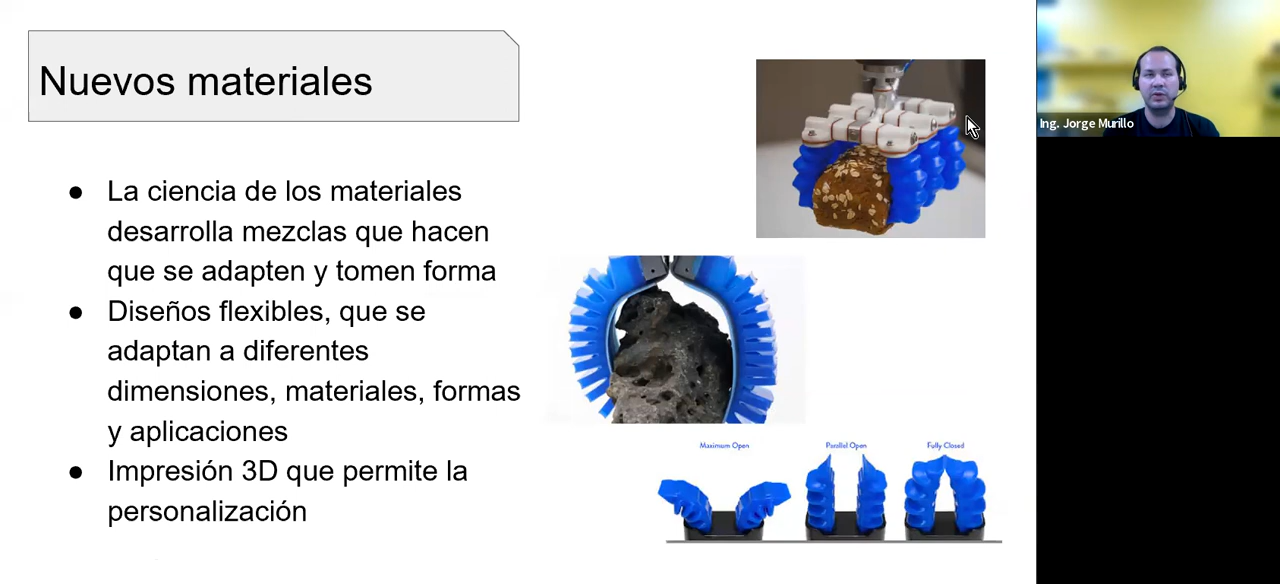 Nuevos materiales
● La ciencia de los materiales
desarrolla mezclas que hacen
que se adapten y tomen forma
● Diseños flexibles, que se
adaptan a diferentes
dimensiones, materiales, formas
y aplicaciones
● Impresión 3D que permite la
personalización
Maximum Open
Parallel Open
Fully Closed
Ing. Jorge Murillo